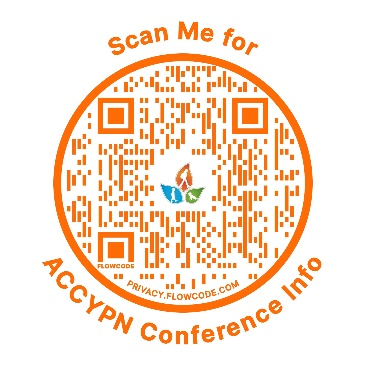 Scan Me for
FLOWCODE
PRIVACY.FLOWCODE.COM
ACCYPN Conference Info